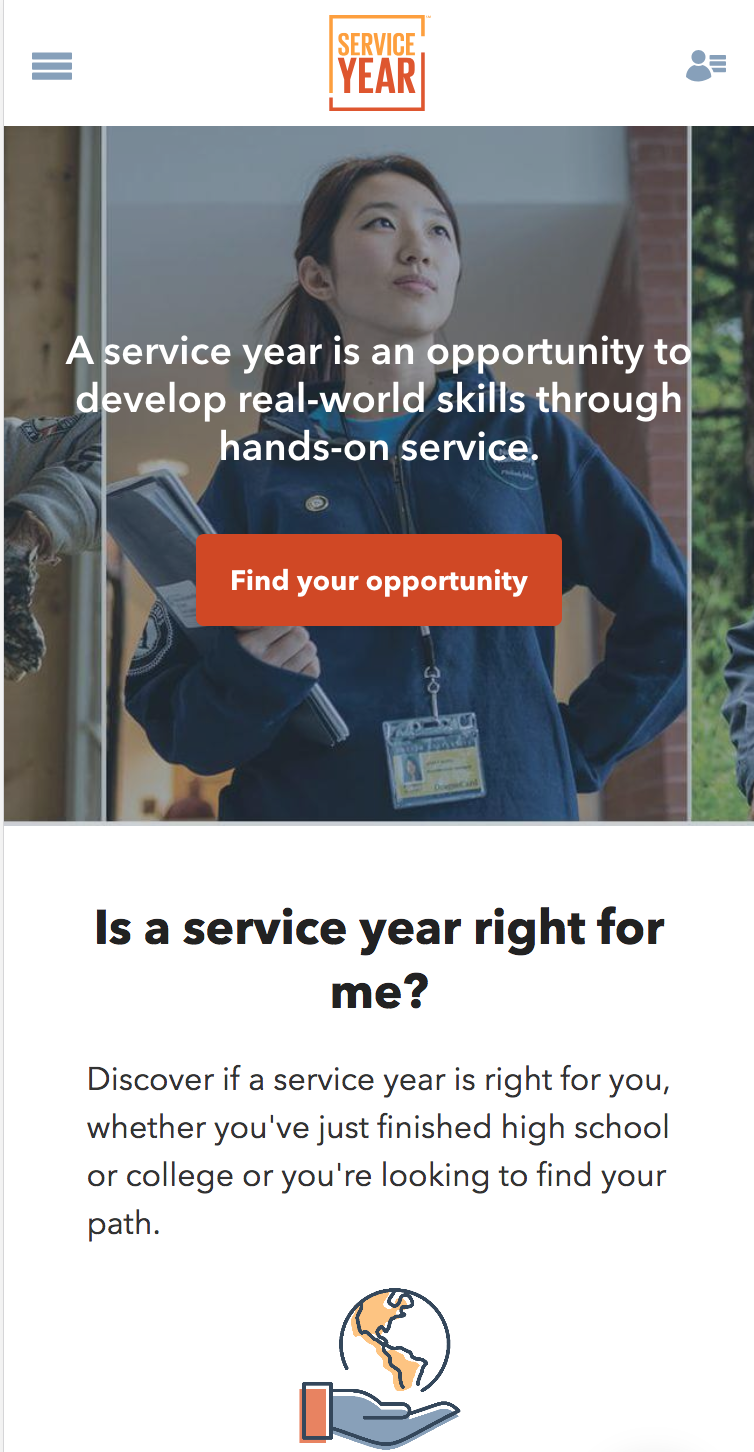 SERVICE
YEAR
A service year is an opportunity to
develop real-world skills through
hands-on service.
Find your opportunity
Is a service year right for
me?
Discover if a service year is right for you,
whether you've just finished high school
or college or you're looking to find your
path.